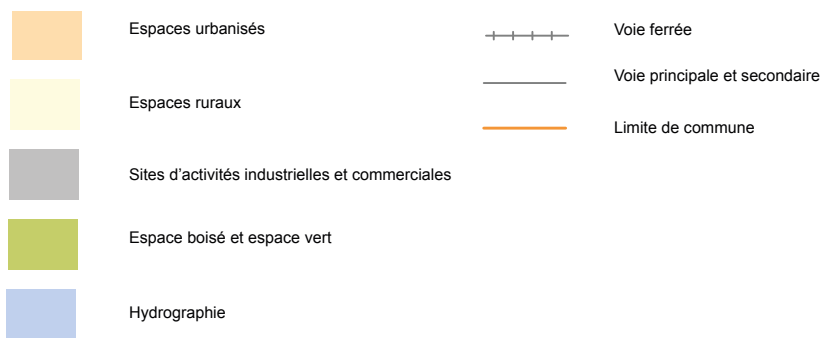 Espaces urbanisés
Espaces ruraux
Sites d'activités industrielles et commerciales
Espace boisé et espace vert
Hydrographie
Voie ferrée
Voie principale et secondaire
Limite de commune